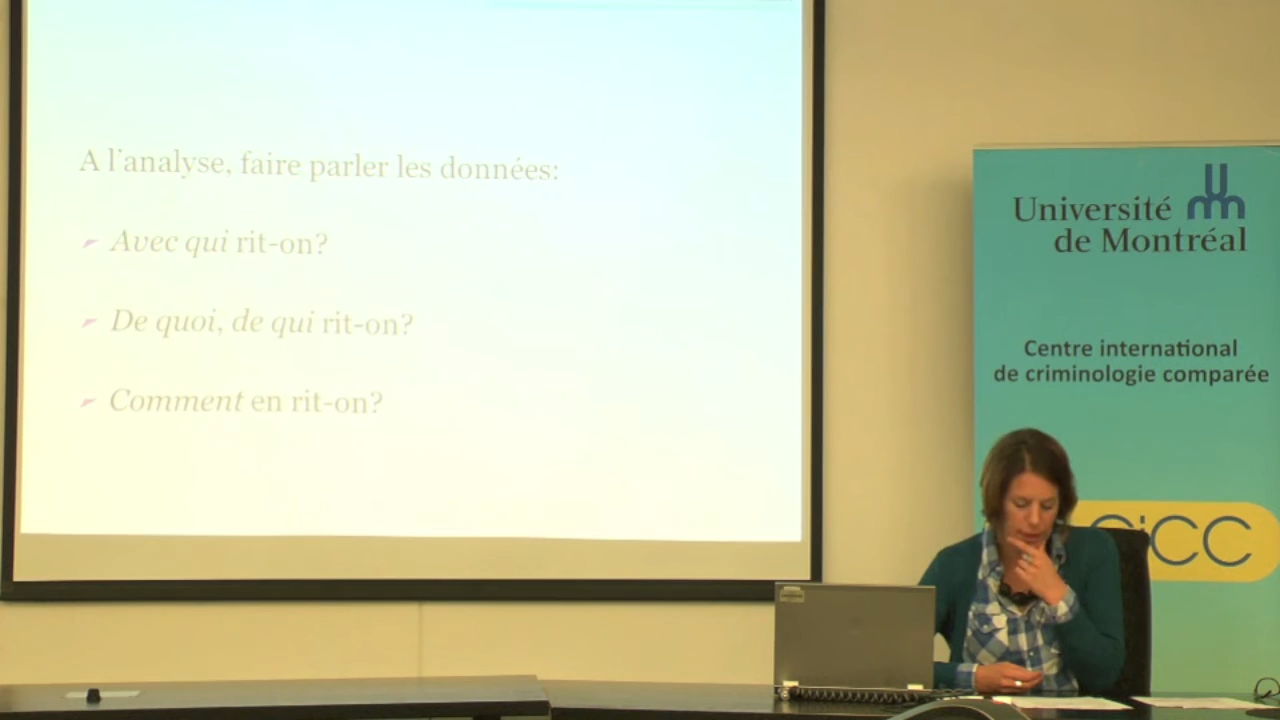 A l'analyse, faire parler les données:
Avec qui rit-on?
De quoi, de qui rit-on?
Comment en rit-on?
Université
de Montréal
Centre international
de criminologie comparée
CICC